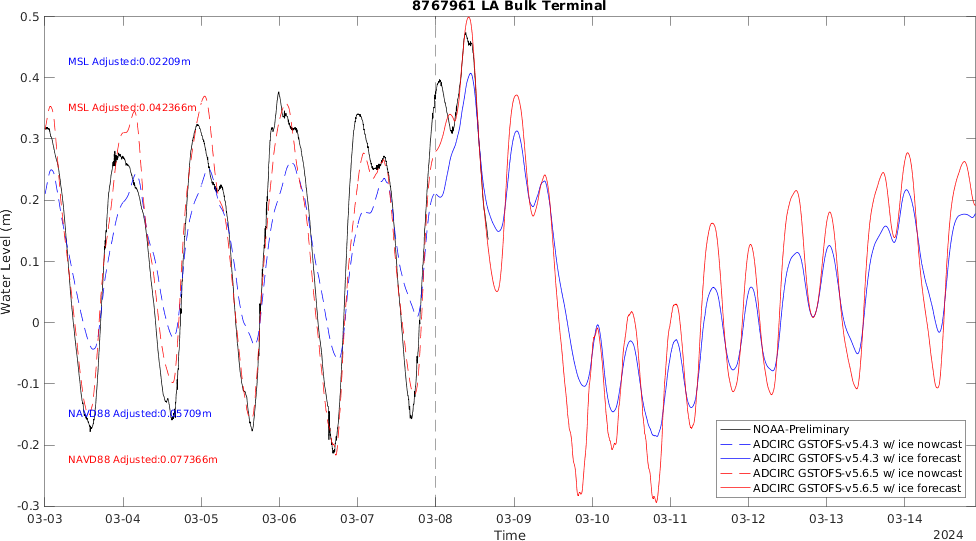 8767961 LA Bulk Terminal
0.5
0.4
0.3
0.2
0.1
0
-0.1
-0.2
-0.3
Water Level (m)
MSL Adjusted:0.02209m
MSL Adjusted:0.042366m
NAVD88 Adjusted:0.05709m
NAVD88 Adjusted:0.077366m
NOAA-Preliminary
ADCIRC GSTOFS-v5.4.3 w/ ice nowcast
ADCIRC GSTOFS-v5.4.3 w/ ice forecast
ADCIRC GSTOFS-v5.6.5 w/ ice nowcast
ADCIRC GSTOFS-v5.6.5 w/ ice forecast
03-03 03-04 03-05 03-06 03-07 03-08 03-09 03-10 03-11 03-12 03-13 03-14
Time
2024